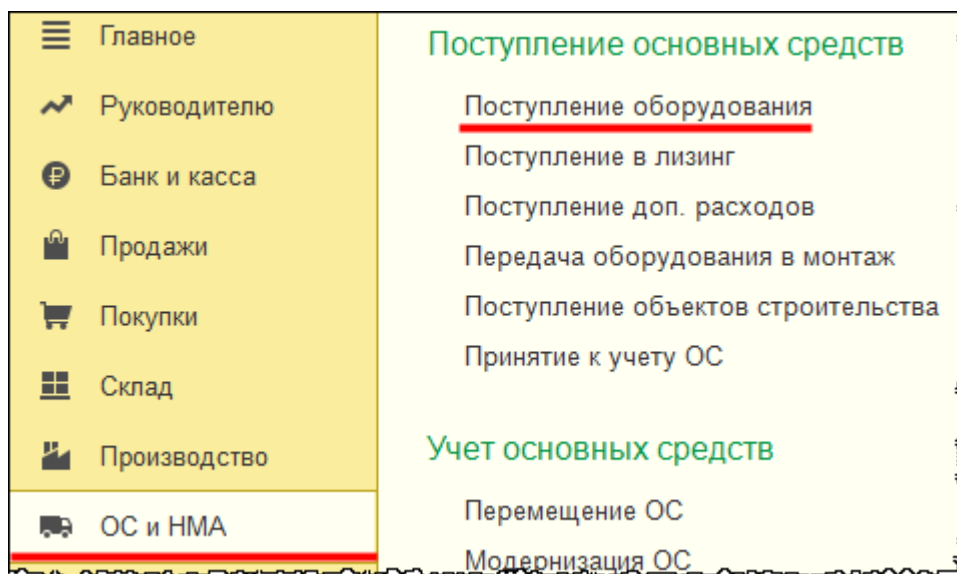 Главное
Руководителю
Банк и касса
Продажи
Покупки
Склад
Производство
ОС и НМА
Поступление основных средств
Поступление оборудования
Поступление в лизинг
Поступление доп. расходов
Передача оборудования в монтаж
Поступление объектов строительства
Принятие к учету ОС
Учет основных средств
Перемещение ОС
Модернизация ОС